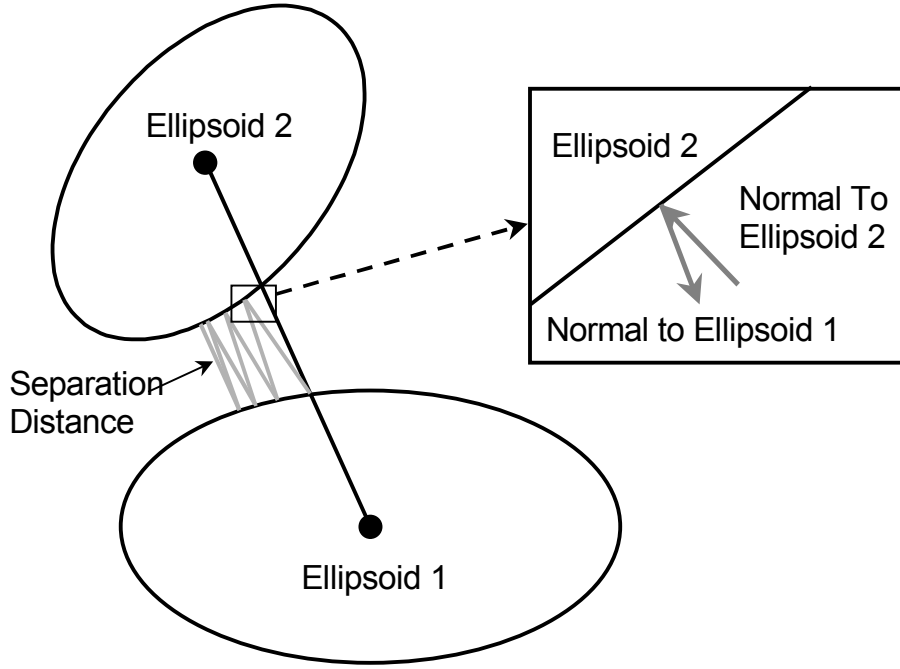 Ellipsoid 2
Ellipsoid 2
Normal To
Ellipsoid 2
Normal to Ellipsoid 1
Separation
Distance
Ellipsoid 1